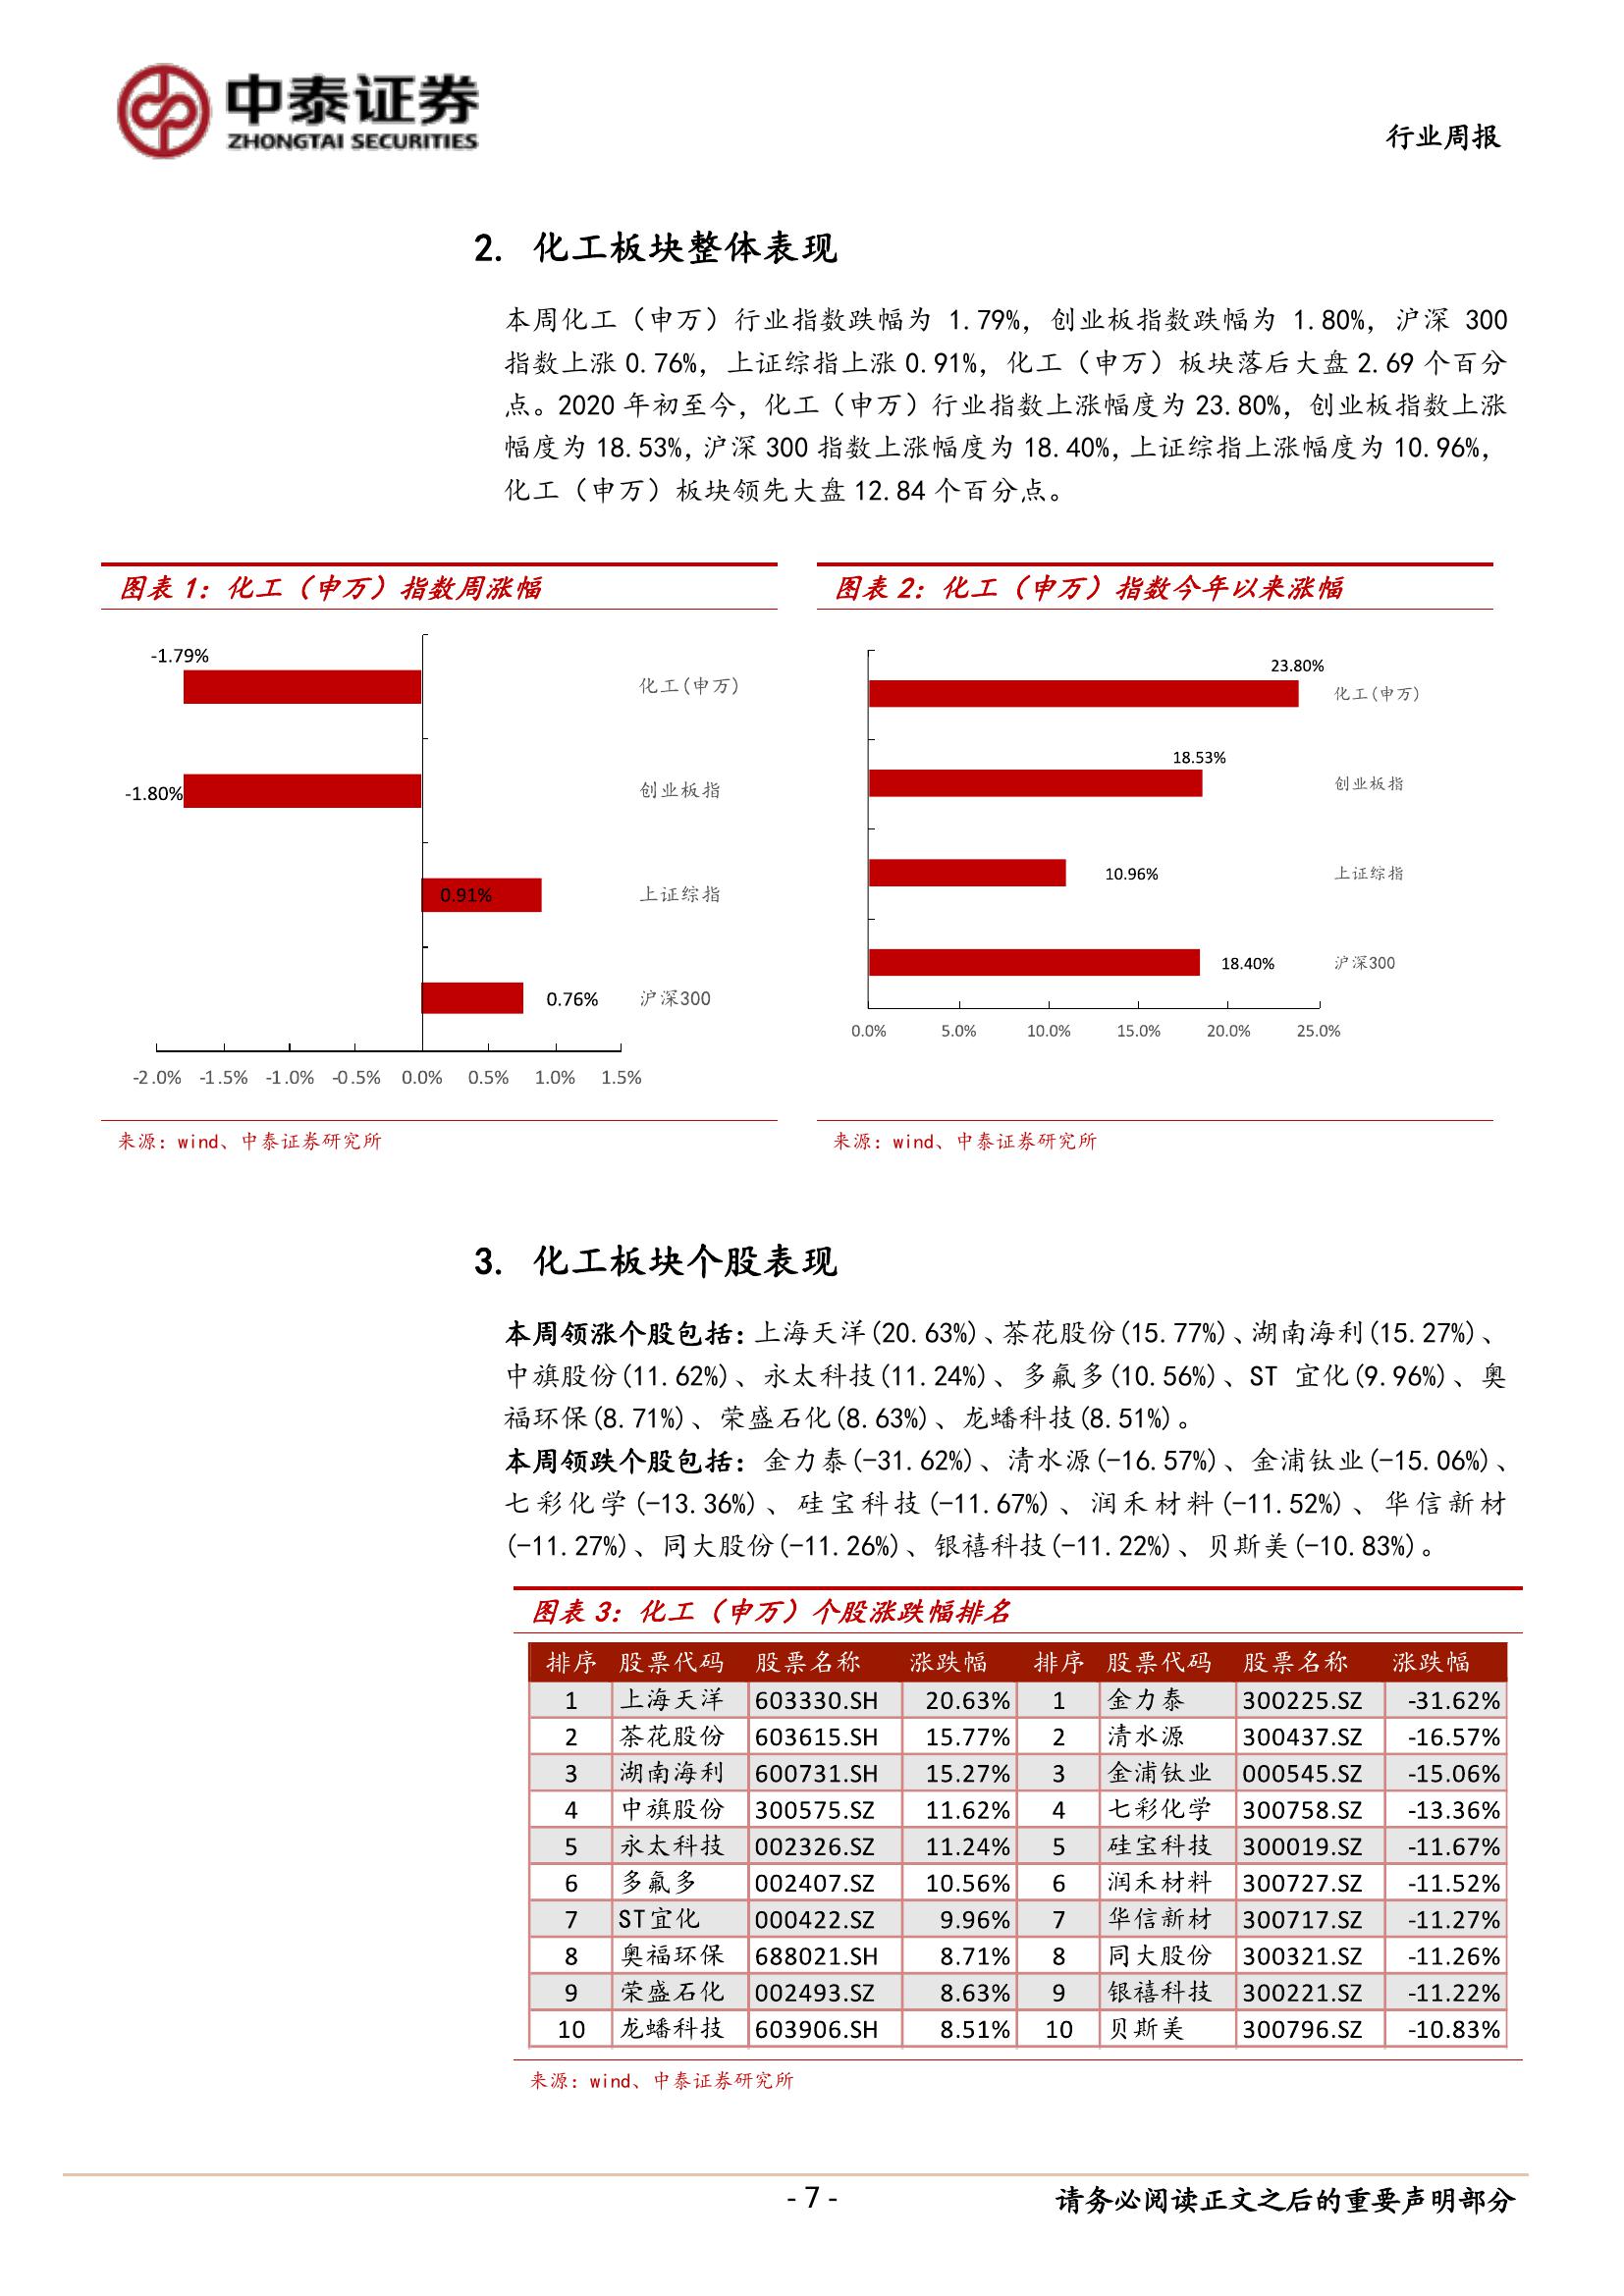 中泰证券
ZHONGTAI SECURITIES
行业周报
2. 化工板块整体表现
本周化工（申万）行业指数跌幅为 1.79%，创业板指数跌幅为 1.80%，沪深 300
指数上涨 0.76%，上证综指上涨 0.91%，化工（申万）板块落后大盘 2.69 个百分
点。2020 年初至今，化工（申万）行业指数上涨幅度为 23.80%，创业板指数上涨
幅度为 18.53%，沪深 300 指数上涨幅度为 18.40%，上证综指上涨幅度为 10.96%，
化工（申万）板块领先大盘 12.84 个百分点。
图表 1：化工（申万）指数周涨幅
-1.79%
化工(申万)
-1.80%
创业板指
0.91%
上证综指
0.76%
沪深300
-2.0% -1.5% -1.0% -0.5% 0.0% 0.5% 1.0% 1.5%
来源：wind、中泰证券研究所
图表 2：化工（申万）指数今年以来涨幅
23.80%
化工(申万)
18.53%
创业板指
10.96%
上证综指
18.40%
沪深300
0.0% 5.0% 10.0% 15.0% 20.0% 25.0%
来源：wind、中泰证券研究所
3. 化工板块个股表现
本周领涨个股包括：上海天洋(20.63%)、茶花股份(15.77%)、湖南海利(15.27%)、
中旗股份(11.62%)、永太科技(11.24%)、多氟多(10.56%)、ST 宜化(9.96%)、奥
福环保(8.71%)、荣盛石化(8.63%)、龙蟠科技(8.51%)。
本周领跌个股包括：金力泰(-31.62%)、清水源(-16.57%)、金浦钛业(-15.06%)、
七彩化学(-13.36%)、硅宝科技(-11.67%)、润禾材料(-11.52%)、华信新材
(-11.27%)、同大股份(-11.26%)、银禧科技(-11.22%)、贝斯美(-10.83%)。
图表 3：化工（申万）个股涨跌幅排名
排序 股票代码 股票名称 涨跌幅 排序 股票代码 股票名称 涨跌幅
1 上海天洋 603330.SH 20.63% 1 金力泰 300225.SZ -31.62%
2 茶花股份 603615.SH 15.77% 2 清水源 300437.SZ -16.57%
3 湖南海利 600731.SH 15.27% 3 金浦钛业 000545.SZ -15.06%
4 中旗股份 300575.SZ 11.62% 4 七彩化学 300758.SZ -13.36%
5 永太科技 002326.SZ 11.24% 5 硅宝科技 300019.SZ -11.67%
6 多氟多 002407.SZ 10.56% 6 润禾材料 300727.SZ -11.52%
7 ST宜化 000422.SZ 9.96% 7 华信新材 300717.SZ -11.27%
8 奥福环保 688021.SH 8.71% 8 同大股份 300321.SZ -11.26%
9 荣盛石化 002493.SZ 8.63% 9 银禧科技 300221.SZ -11.22%
10 龙蟠科技 603906.SH 8.51% 10 贝斯美 300796.SZ -10.83%
来源：wind、中泰证券研究所
- 7 -
请务必阅读正文之后的重要声明部分